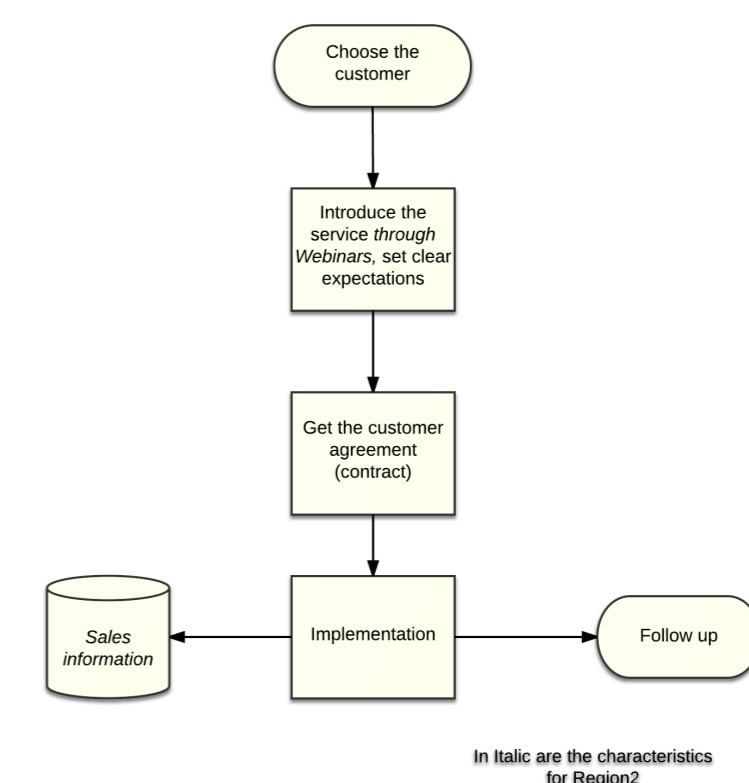 Choose the
customer
Introduce the
service through
Webinars, set clear
expectations
Get the customer
agreement
(contract)
Sales
information
Implementation
Follow up
In Italic are the characteristics
for Region2